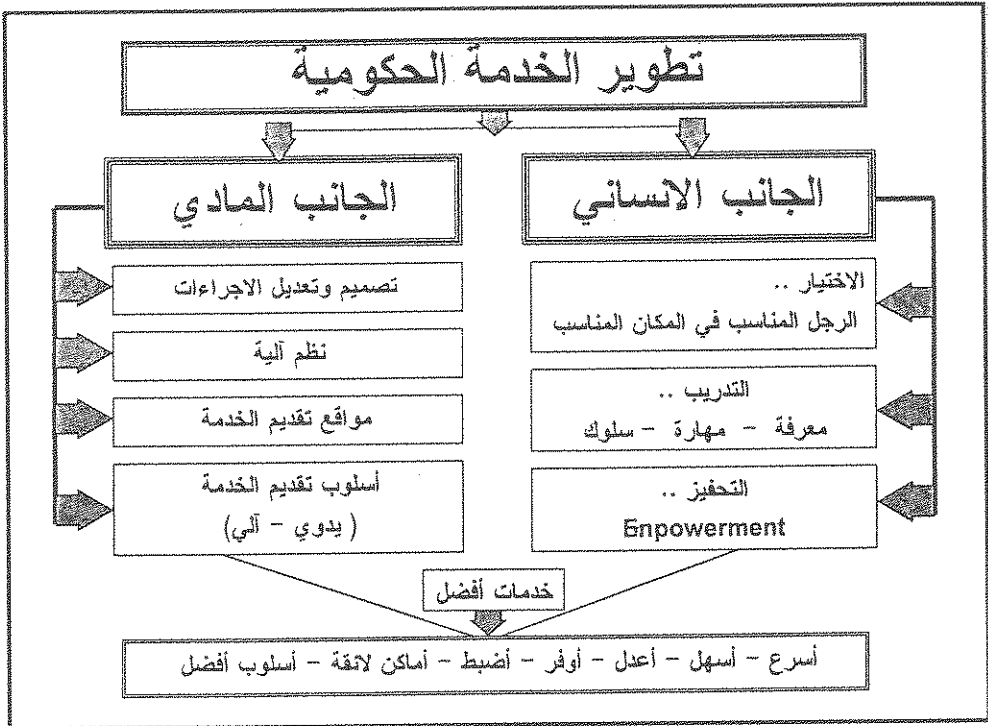 تطوير الخدمة الحكومية
الجانب الانساني
الاختيار ..
الرجل المناسب في المكان المناسب
التدريب ..
معرفة - مهارة - سلوك
التحفيز ..
Enpowerment
الجانب المادي
تصميم وتعديل الاجراءات
نظم آلية
مواقع تقديم الخدمة
أسلوب تقديم الخدمة
( يدوي - آلي)
خدمات أفضل
أسرع - أسهل - أعدل - أوفر - أضبط - أماكن لائقة - أسلوب أفضل